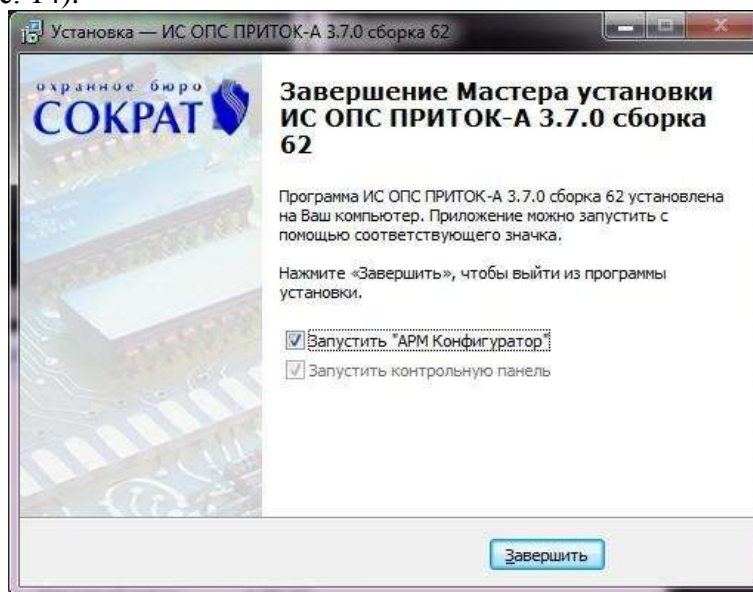 с. 14).
Установка — ИС ОПС ПРИТОК-А 3.7.0 сборка 62
охранное бюро
СОКРАТ
Завершение Мастера установки
ИС ОПС ПРИТОК-А 3.7.0 сборка
62
Программа ИС ОПС ПРИТОК-А 3.7.0 сборка 62 установлена
на Ваш компьютер. Приложение можно запустить с
помощью соответствующего значка.
Нажмите «Завершить», чтобы выйти из программы
установки.
Запустить "АРМ Конфигуратор"
Запустить контрольную панель
Завершить